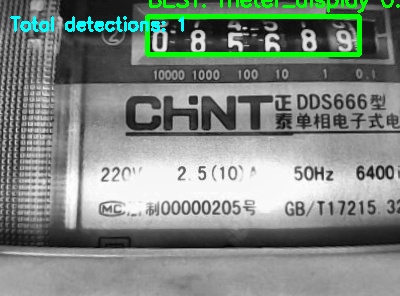 BEST: meter_display 0.
Total detections: 1
0 8 5 6 8 9
10000 1000 100 10 1 0.1
CHiNT 正泰 DDS666型
单相电子式电
220V 2.5(10)A 50Hz 6400
MC 制00000205号 GB/T17215.32